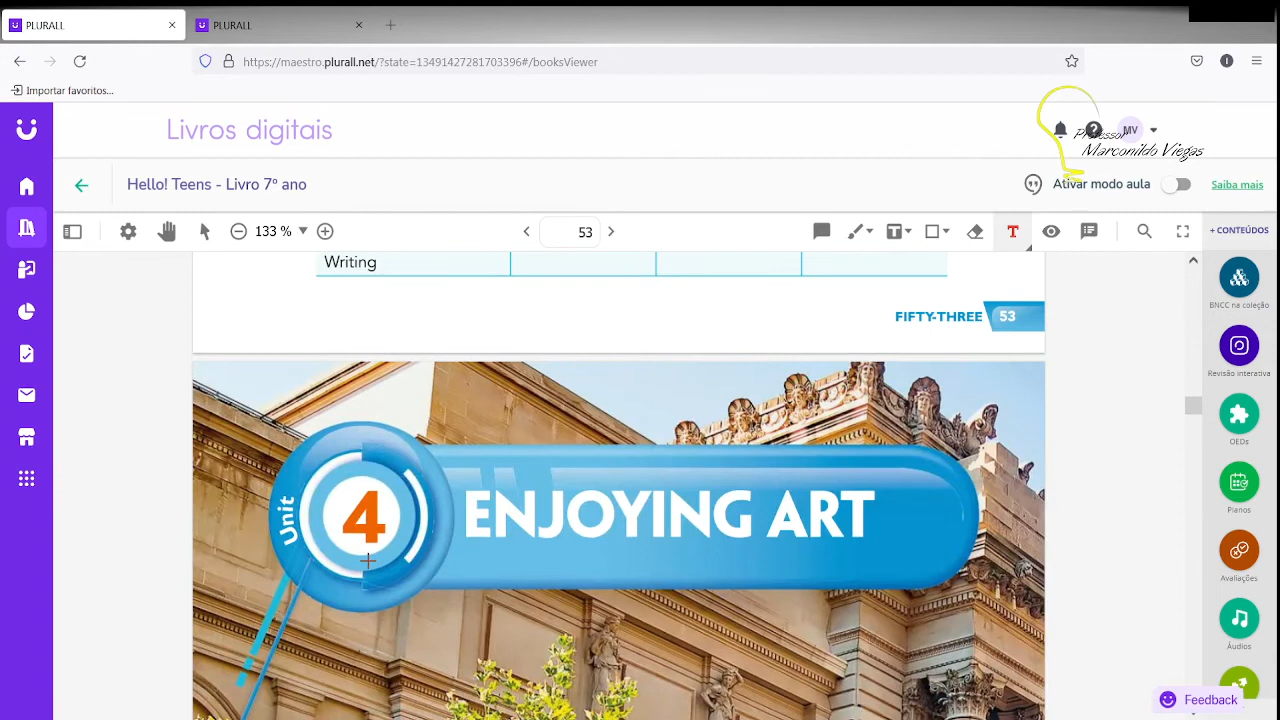 PLURALL
PLURALL
https://maestro.plurall.net/?state=13491427281703396#/booksViewer
Importar favoritos...
Livros digitais
MV
Professor
Marconildo Viegas
Hello! Teens - Livro 7º ano
Ativar modo aula
Saiba mais
133 %
53
T
+ CONTEÚDOS
Writing
BNCC na coleção
FIFTY-THREE 53
Revisão interativa
OEDs
Unit 4 ENJOYING ART
Planos
Avaliações
Áudios
Feedback